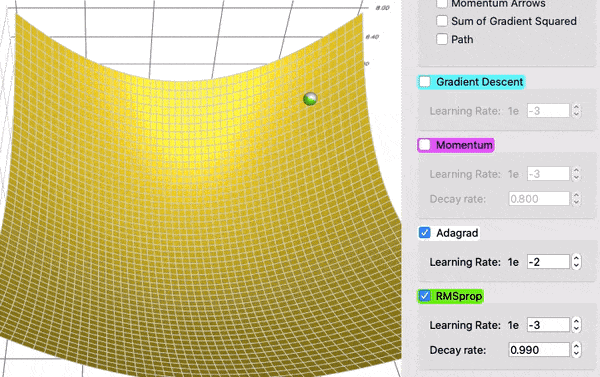 Momentum Arrows
8.00
Sum of Gradient Squared
6.40
Path
Gradient Descent
Learning Rate: 1e -3
Momentum
Learning Rate: 1e -3
Decay rate: 0.800
Adagrad
Learning Rate: 1e -2
RMSprop
Learning Rate: 1e -3
Decay rate: 0.990